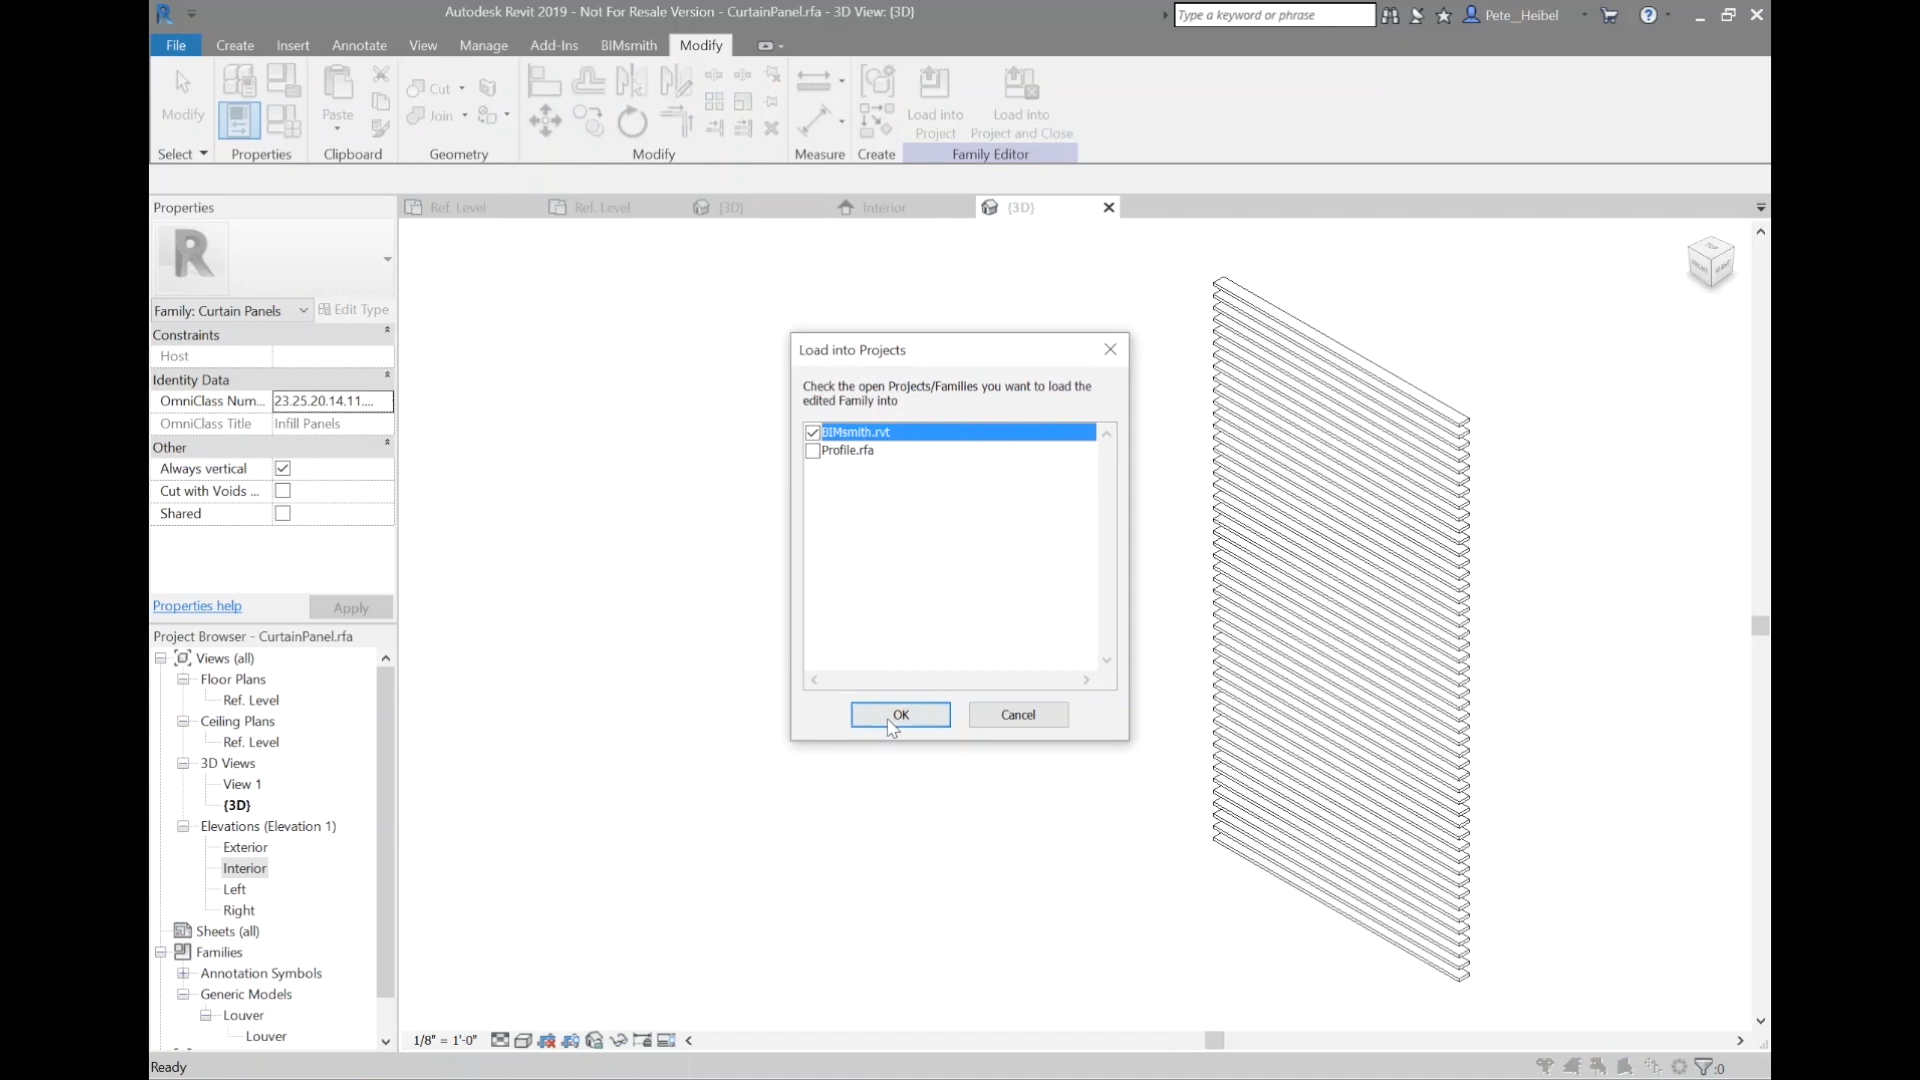 Autodesk Revit 2019 - Not For Resale Version - CurtainPanel.rfa - 3D View: {3D}
Type a keyword or phrase
Pete_Heibel
File Create Insert Annotate View Manage Add-Ins BIMsmith Modify
Modify
Paste
Cut
Join
Load into
Project
Load into
Project and Close
Select Properties Clipboard Geometry Modify Measure Create Family Editor
Properties
Ref. Level
Ref. Level
{3D}
Interior
{3D}
R
Family: Curtain Panels Edit Type
Constraints
Host
Identity Data
OmniClass Num... 23.25.20.14.11....
OmniClass Title Infill Panels
Other
Always vertical
Cut with Voids ...
Shared
Properties help Apply
Load into Projects
Check the open Projects/Families you want to load the
edited Family into
BIMsmith.rvt
Profile.rfa
OK Cancel
TOP
FRONT
Project Browser - CurtainPanel.rfa
Views (all)
Floor Plans
Ref. Level
Ceiling Plans
Ref. Level
3D Views
View 1
{3D}
Elevations (Elevation 1)
Exterior
Interior
Left
Right
Sheets (all)
Families
Annotation Symbols
Generic Models
Louver
Louver
1/8" = 1'-0"
Ready
:0